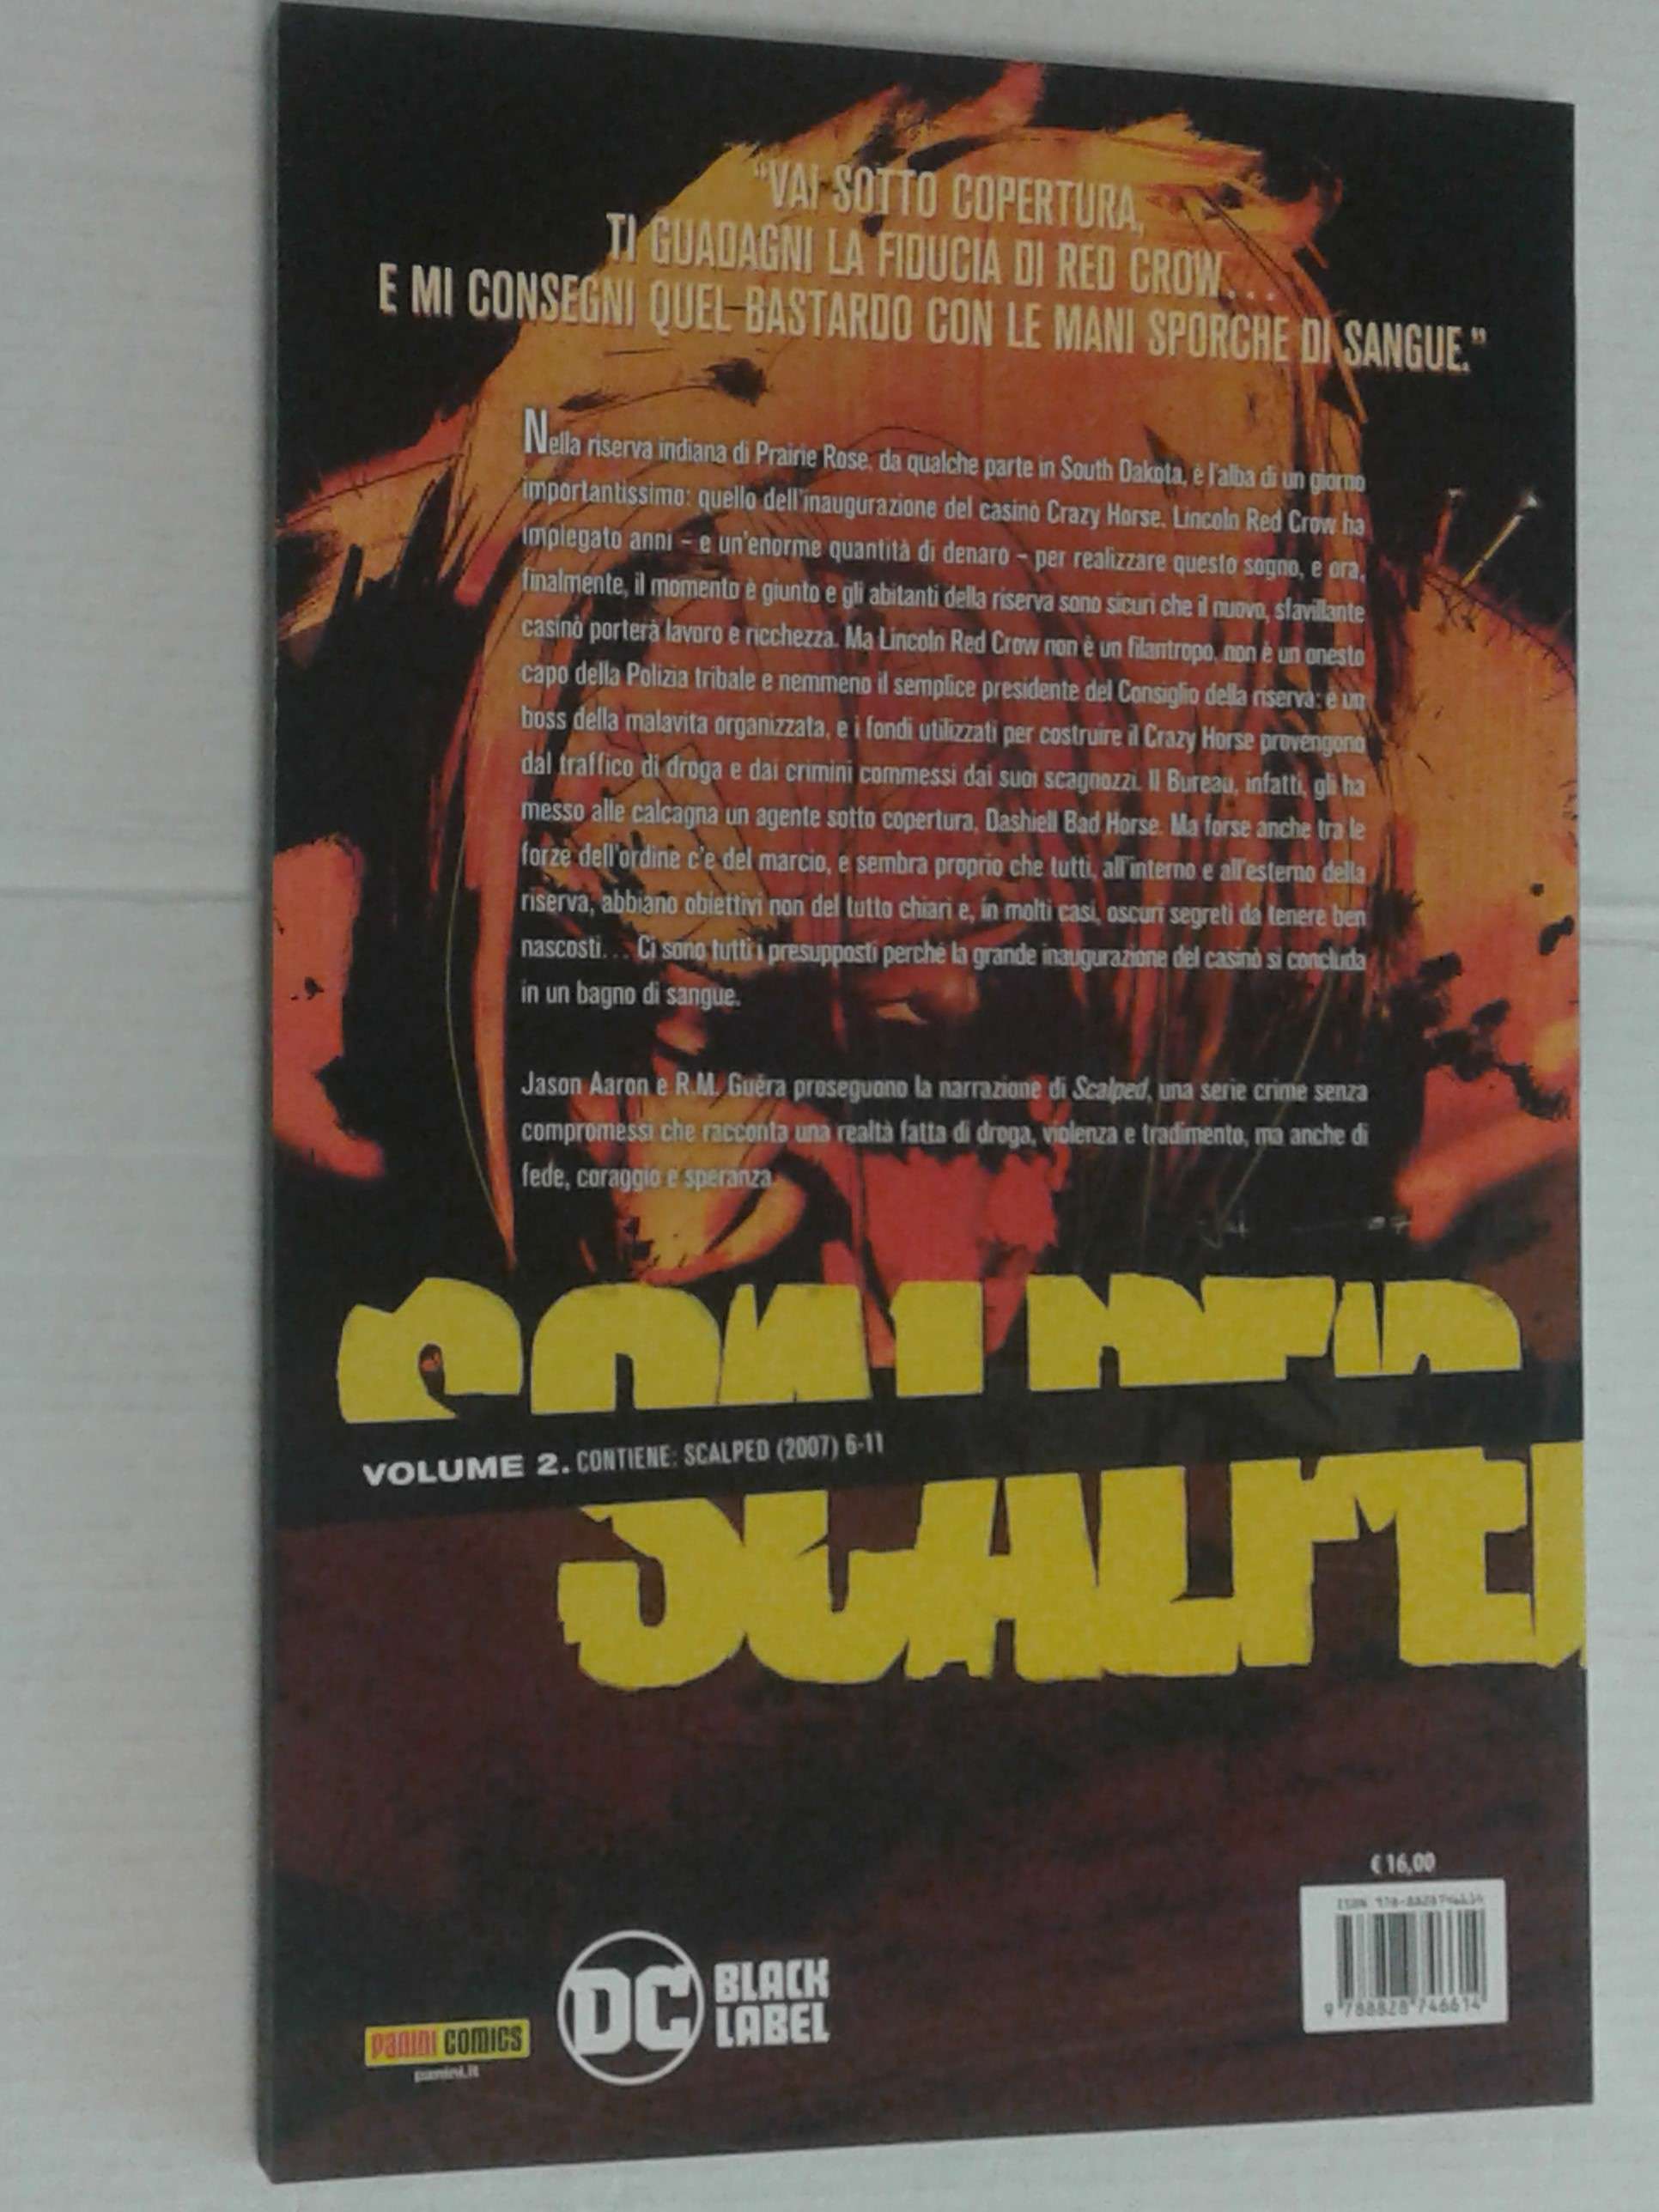 “VAI SOTTO COPERTURA,
TI GUADAGNI LA FIDUCIA DI RED CROW...
E MI CONSEGNI QUEL BASTARDO CON LE MANI SPORCHE DI SANGUE.”
Nella riserva indiana di Prairie Rose, da qualche parte in South Dakota, è l'alba di un giorno
importantissimo: quello dell'inaugurazione del casinò Crazy Horse. Lincoln Red Crow ha
impiegato anni – e un'enorme quantità di denaro – per realizzare questo sogno, e ora,
finalmente, il momento è giunto e gli abitanti della riserva sono sicuri che il nuovo, sfavillante
casinò porterà lavoro e ricchezza. Ma Lincoln Red Crow non è un filantropo, non è un onesto
capo della Polizia tribale e nemmeno il semplice presidente del Consiglio della riserva: è un
boss della malavita organizzata, e i fondi utilizzati per costruire il Crazy Horse provengono
dal traffico di droga e dai crimini commessi dai suoi scagnozzi. Il Bureau, infatti, gli ha
messo alle calcagna un agente sotto copertura, Dashiell Bad Horse. Ma forse anche tra le
forze dell'ordine c'è del marcio, e sembra proprio che tutti, all'interno e all'esterno della
riserva, abbiano obiettivi non del tutto chiari e, in molti casi, oscuri segreti da tenere ben
nascosti... Ci sono tutti i presupposti perché la grande inaugurazione del casinò si concluda
in un bagno di sangue.
Jason Aaron e R.M. Guéra proseguono la narrazione di Scalped, una serie crime senza
compromessi che racconta una realtà fatta di droga, violenza e tradimento, ma anche di
fede, coraggio e speranza.
SCALPED
VOLUME 2. CONTIENE: SCALPED (2007) 6-11
SCALPED
€ 16,00
ISBN 978-8828746614
9 788828 746614
DC BLACK
LABEL
PANINI COMICS
panini.it